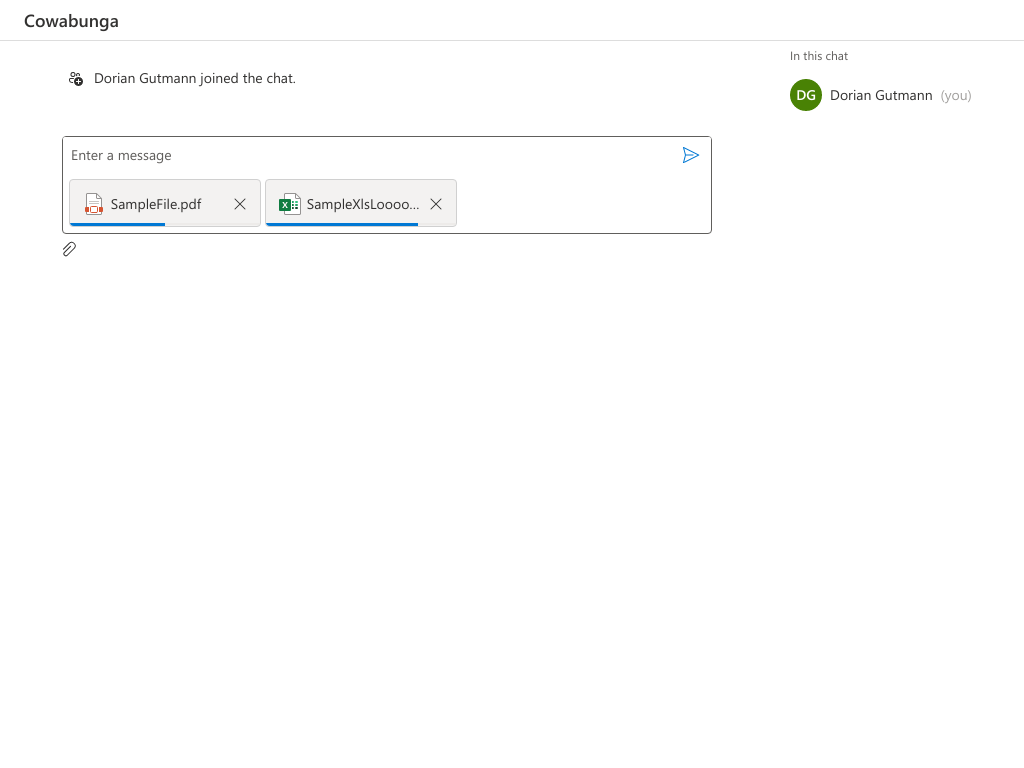 Cowabunga
In this chat
Dorian Gutmann joined the chat.
DG Dorian Gutmann (you)
Enter a message
SampleFile.pdf
SampleXlsLoooo...